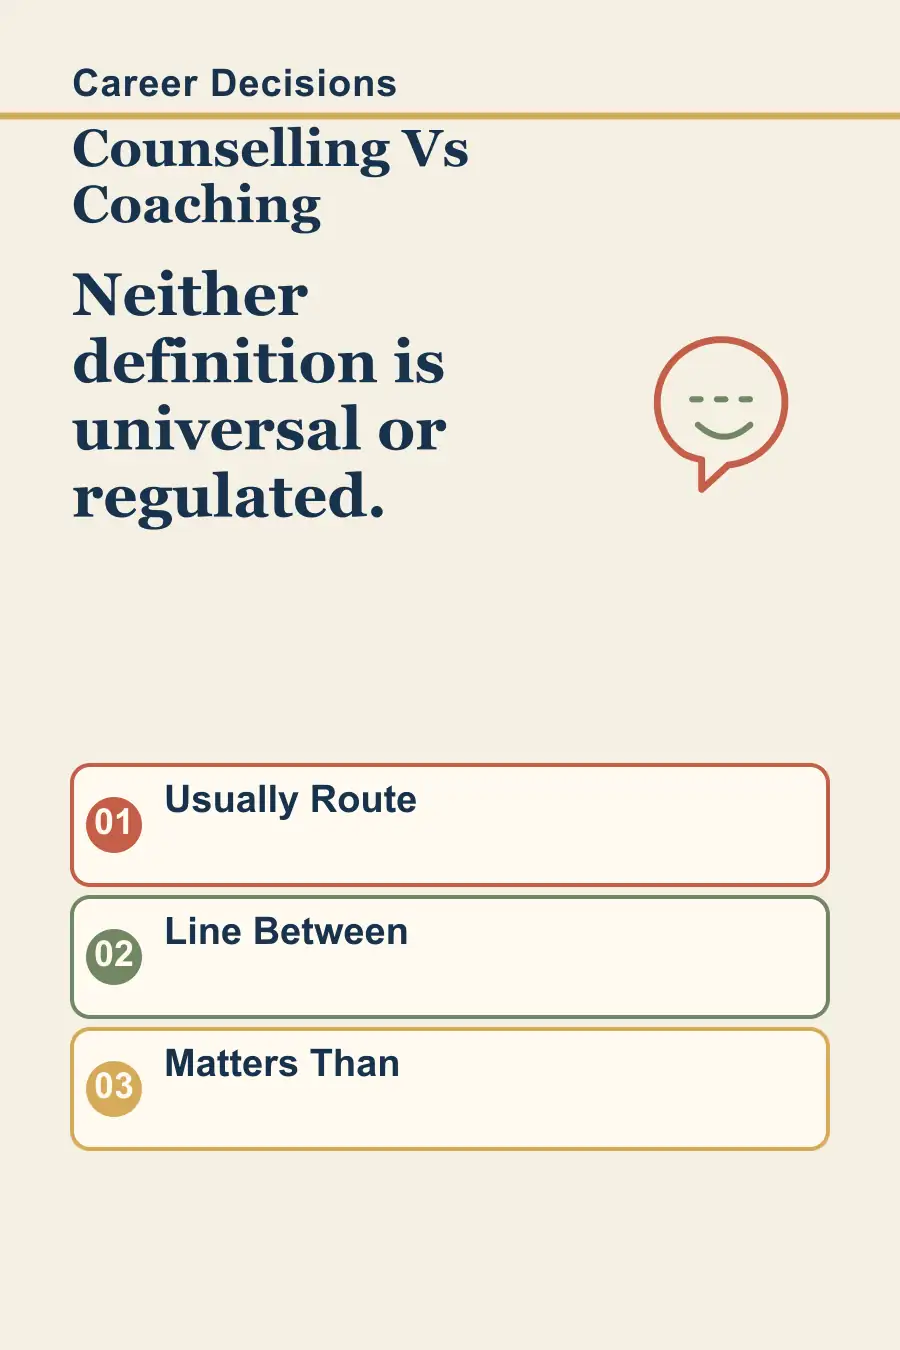 Career Decisions
Counselling Vs
Coaching
Neither
definition is
universal or
regulated.
01
Usually Route
02
Line Between
03
Matters Than